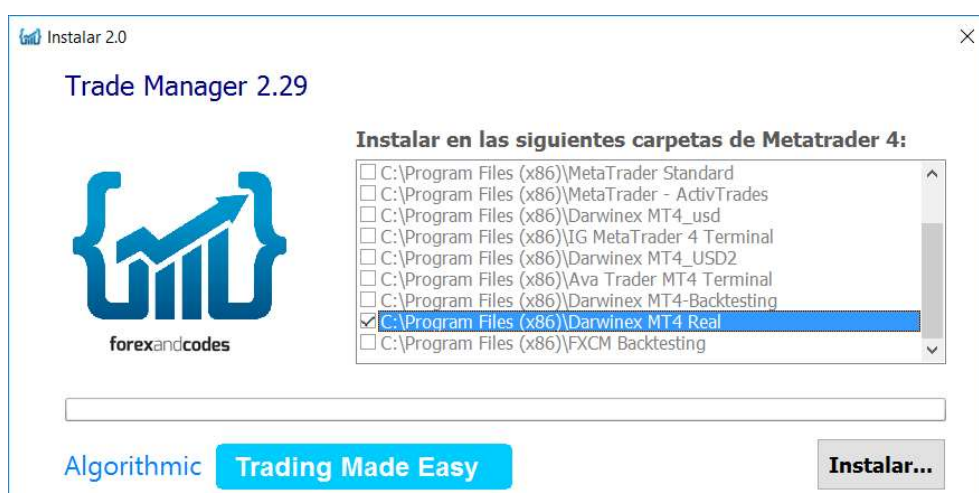 Instalar 2.0
Trade Manager 2.29
Instalar en las siguientes carpetas de Metatrader 4:
C:\Program Files (x86)\MetaTrader Standard
C:\Program Files (x86)\MetaTrader - ActivTrades
C:\Program Files (x86)\Darwinex MT4_usd
C:\Program Files (x86)\IG MetaTrader 4 Terminal
C:\Program Files (x86)\Darwinex MT4_USD2
C:\Program Files (x86)\Ava Trader MT4 Terminal
C:\Program Files (x86)\Darwinex MT4-Backtesting
C:\Program Files (x86)\Darwinex MT4 Real
C:\Program Files (x86)\FXCM Backtesting
forexandcodes
Algorithmic Trading Made Easy
Instalar...